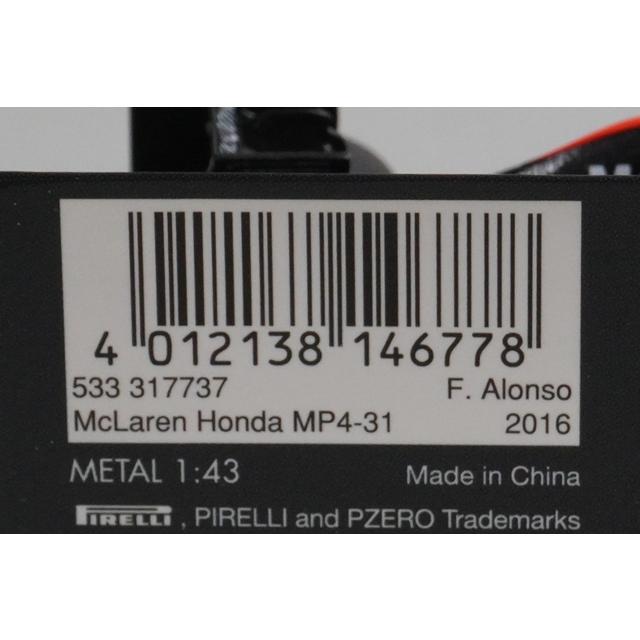 4 012138 146778
533 317737 F. Alonso
McLaren Honda MP4-31 2016
METAL 1:43 Made in China
PIRELLI , PIRELLI and PZERO Trademarks